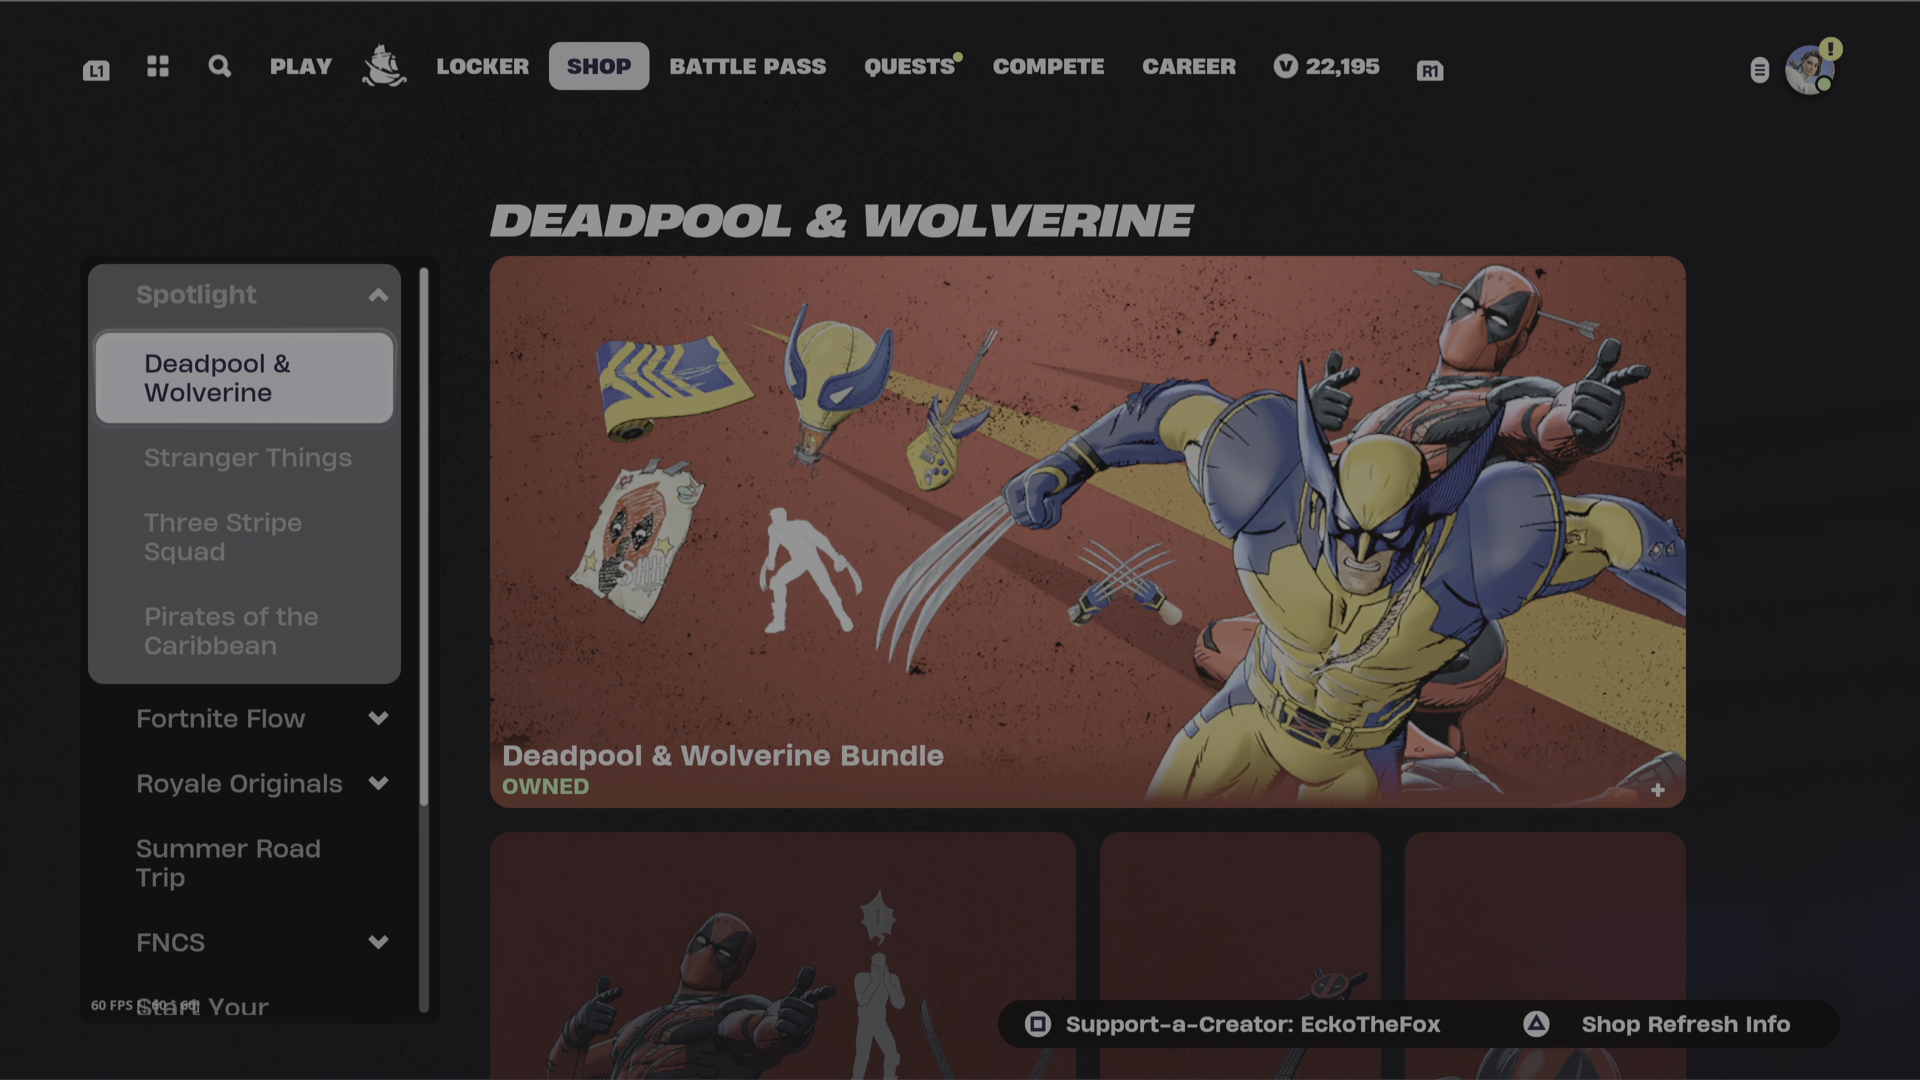 L1
PLAY
LOCKER
SHOP
BATTLE PASS
QUESTS
COMPETE
CAREER
V 22,195
R1
!
DEADPOOL & WOLVERINE
Spotlight
Deadpool &
Wolverine
Stranger Things
Three Stripe
Squad
Pirates of the
Caribbean
Fortnite Flow
Royale Originals
Summer Road
Trip
FNCS
Start Your
60 FPS
Deadpool & Wolverine Bundle
OWNED
+
!
Support-a-Creator: EckoTheFox
Shop Refresh Info